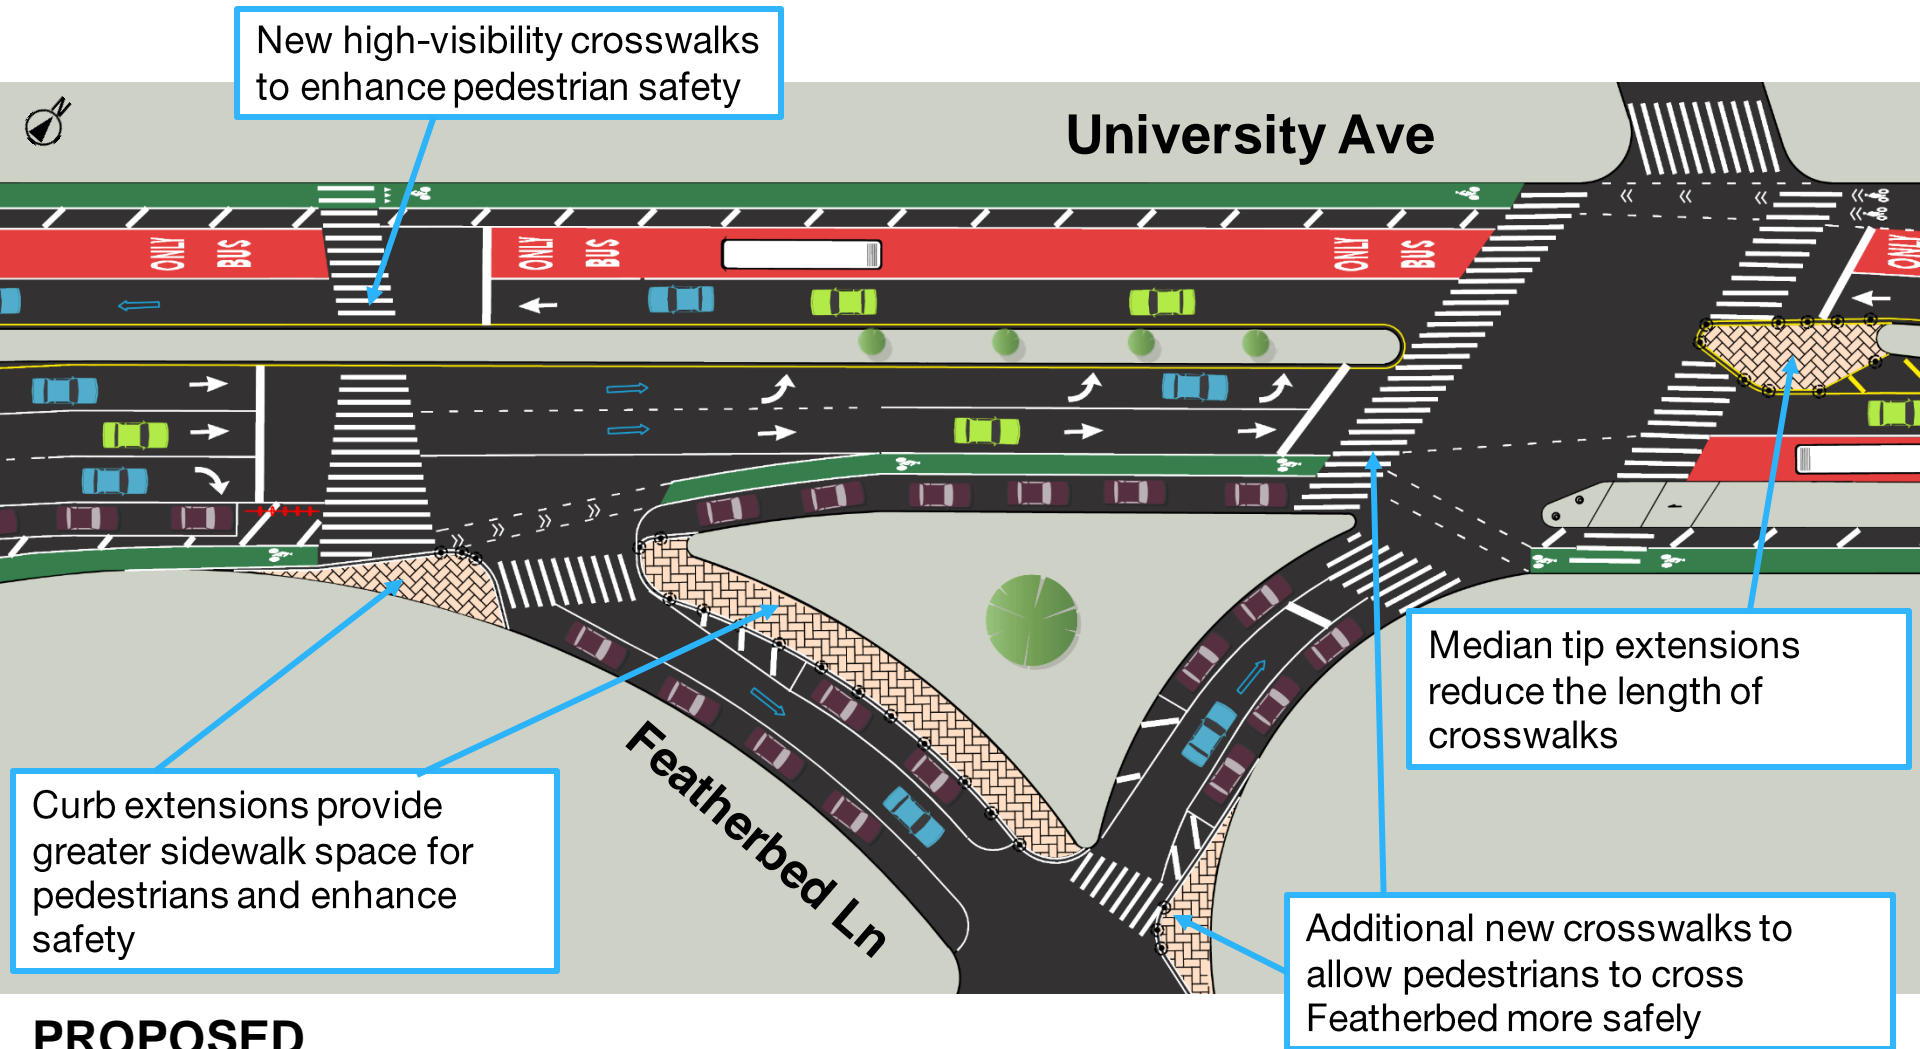 New high-visibility crosswalks
to enhance pedestrian safety
N
University Ave
ONLY BUS
ONLY BUS
ONLY BUS
ONLY
Median tip extensions
reduce the length of
crosswalks
Featherbed Ln
Curb extensions provide
greater sidewalk space for
pedestrians and enhance
safety
Additional new crosswalks to
allow pedestrians to cross
Featherbed more safely
PROPOSED